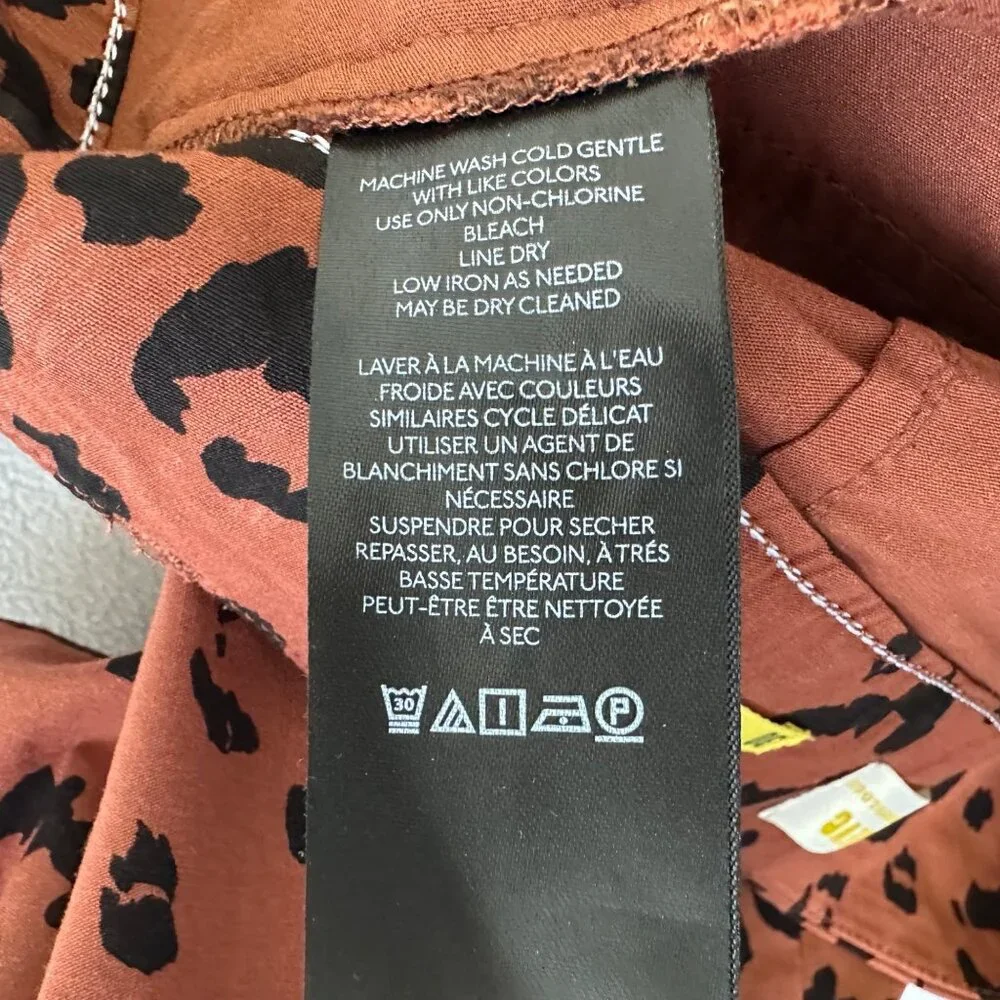 MACHINE WASH COLD GENTLE
WITH LIKE COLORS
USE ONLY NON-CHLORINE
BLEACH
LINE DRY
LOW IRON AS NEEDED
MAY BE DRY CLEANED
LAVER À LA MACHINE À L'EAU
FROIDE AVEC COULEURS
SIMILAIRES CYCLE DÉLICAT
UTILISER UN AGENT DE
BLANCHIMENT SANS CHLORE SI
NÉCESSAIRE
SUSPENDRE POUR SECHER
REPASSER, AU BESOIN, À TRÉS
BASSE TEMPÉRATURE
PEUT-ÊTRE ÊTRE NETTOYÉE
À SEC
30 P